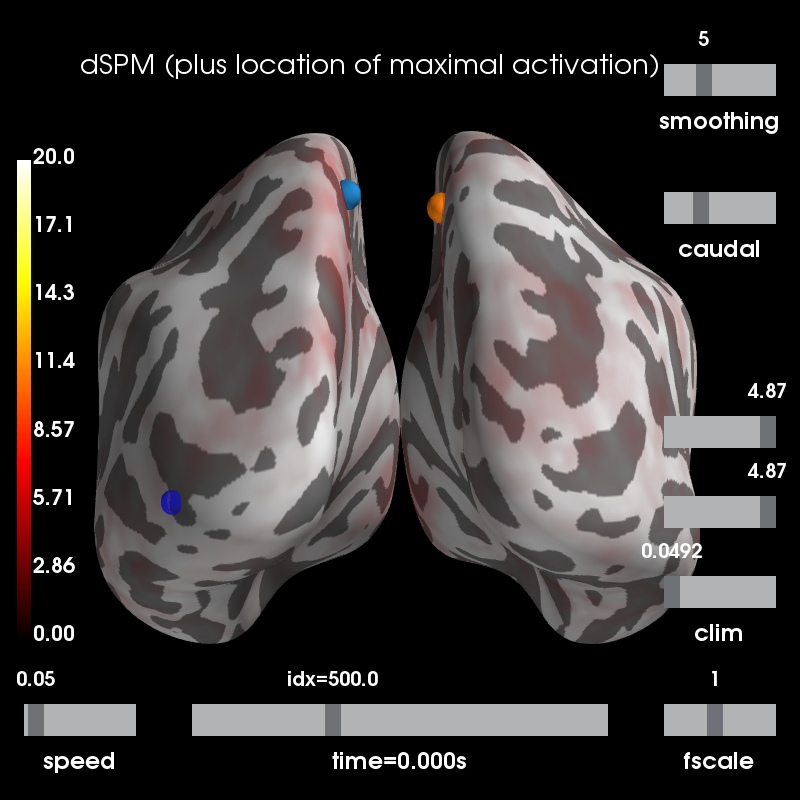 5
dSPM (plus location of maximal activation)
smoothing
20.0
17.1
14.3
11.4
8.57
5.71
2.86
0.00
caudal
4.87
4.87
0.0492
clim
0.05
idx=500.0
1
speed
time=0.000s
fscale